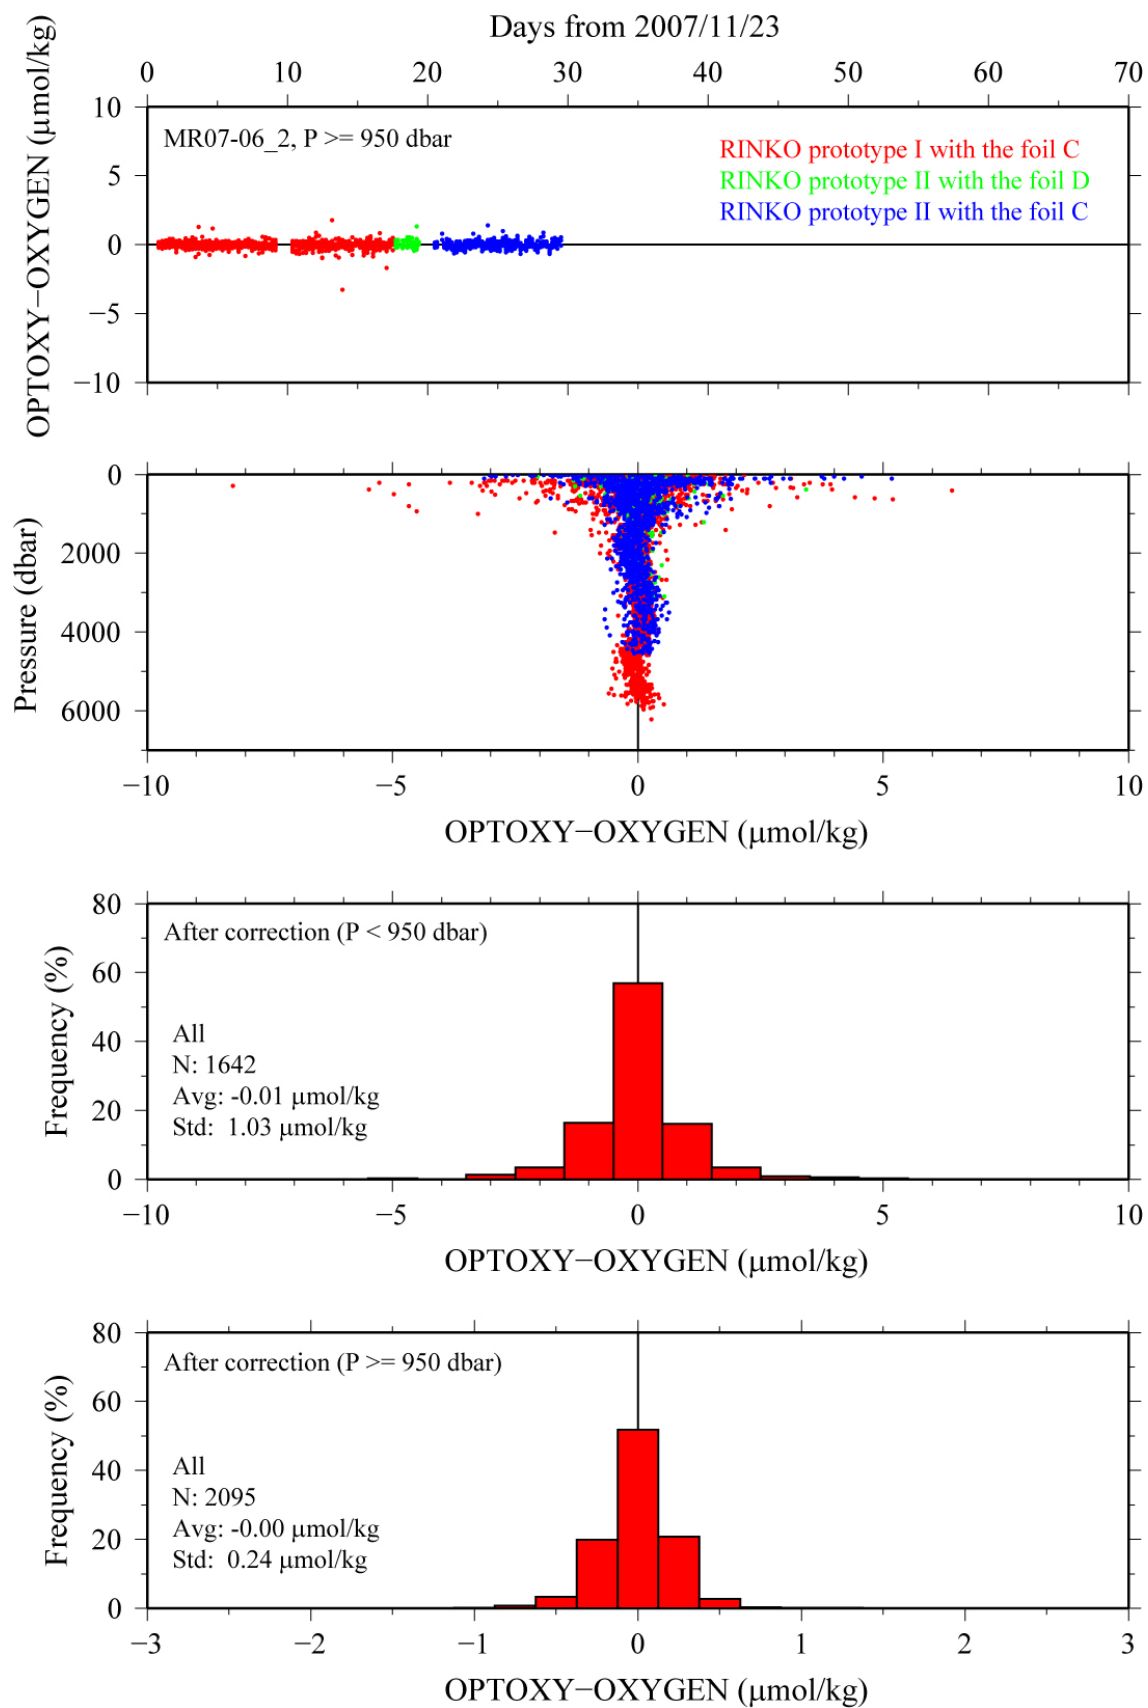 Days from 2007/11/23
0 10 20 30 40 50 60 70
OPTOXY−OXYGEN (μmol/kg)
10
5
0
−5
−10
MR07-06_2, P >= 950 dbar
RINKO prototype I with the foil C
RINKO prototype II with the foil D
RINKO prototype II with the foil C
Pressure (dbar)
0
2000
4000
6000
−10 −5 0 5 10
OPTOXY−OXYGEN (μmol/kg)
Frequency (%)
80
60
40
20
0
After correction (P < 950 dbar)
All
N: 1642
Avg: -0.01 μmol/kg
Std: 1.03 μmol/kg
−10 −5 0 5 10
OPTOXY−OXYGEN (μmol/kg)
Frequency (%)
80
60
40
20
0
After correction (P >= 950 dbar)
All
N: 2095
Avg: -0.00 μmol/kg
Std: 0.24 μmol/kg
−3 −2 −1 0 1 2 3
OPTOXY−OXYGEN (μmol/kg)